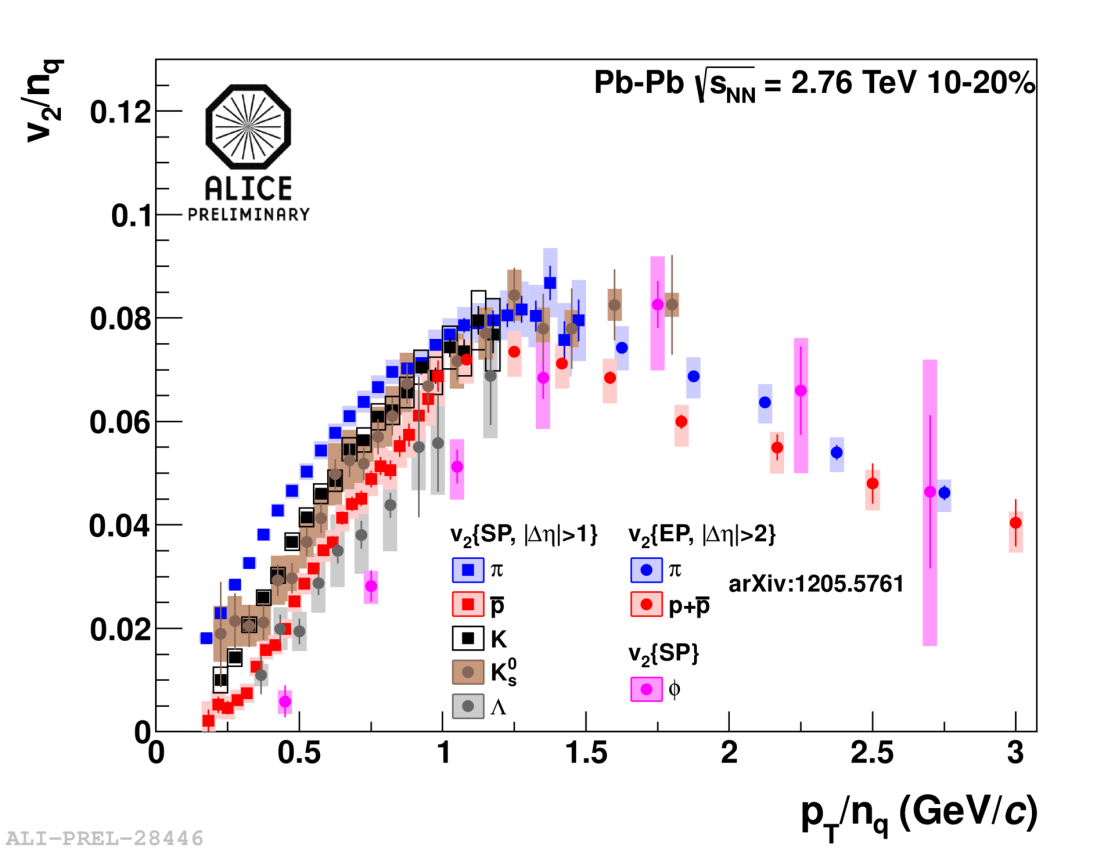 v2/nq
Pb-Pb √sNN = 2.76 TeV 10-20%
ALICE
PRELIMINARY
0.12
0.1
0.08
0.06
0.04
0.02
0
v2{SP, |Δη|>1}
π
p̅
K
K0s
Λ
v2{EP, |Δη|>2}
π
p+p̅
arXiv:1205.5761
v2{SP}
ϕ
0 0.5 1 1.5 2 2.5 3
pT/nq (GeV/c)
ALI-PREL-28446